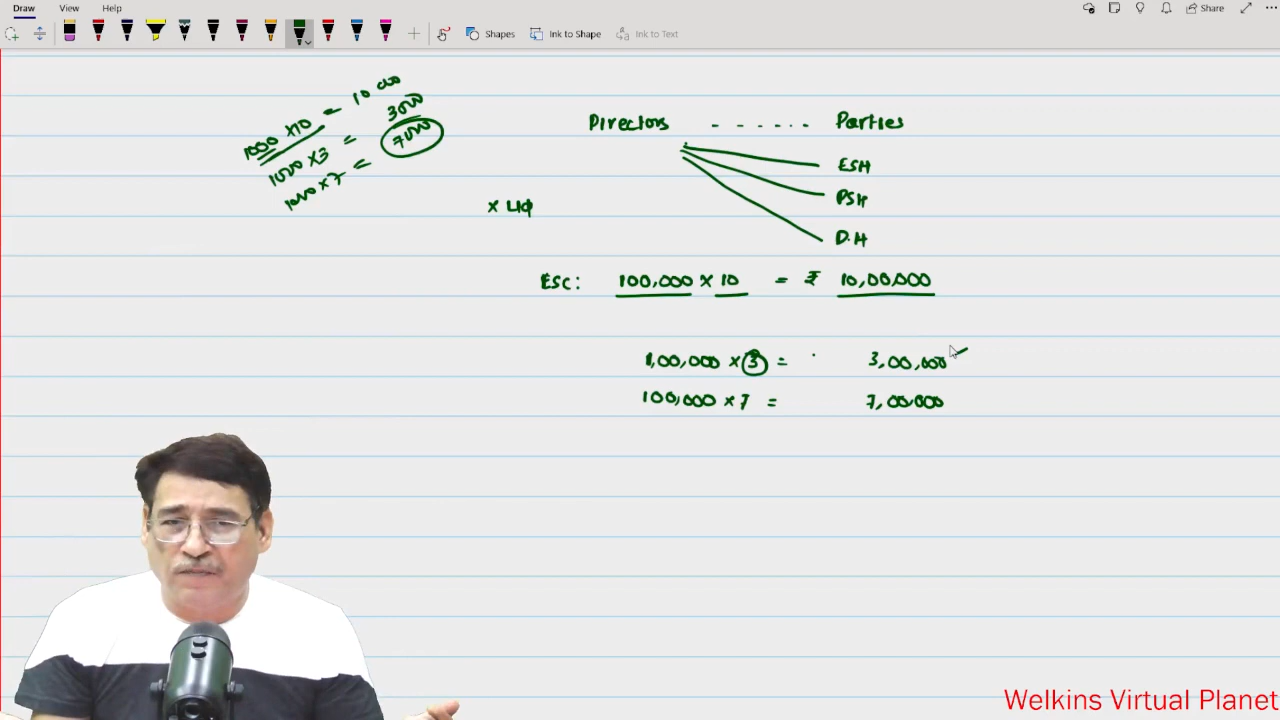 Draw View Help
Share
Shapes
Ink to Shape
Ink to Text
1000 × 10 = 10 000
1000 × 3 = 3000
1000 × 7 = 7000
Directors - - - - - - Parties
ESH
PSH
D.H
× LIQ
ESC: 100,000 × 10 = ₹ 10,00,000
1,00,000 × 3 = 3,00,000
100,000 × 7 = 7,00,000
Welkins Virtual Planet